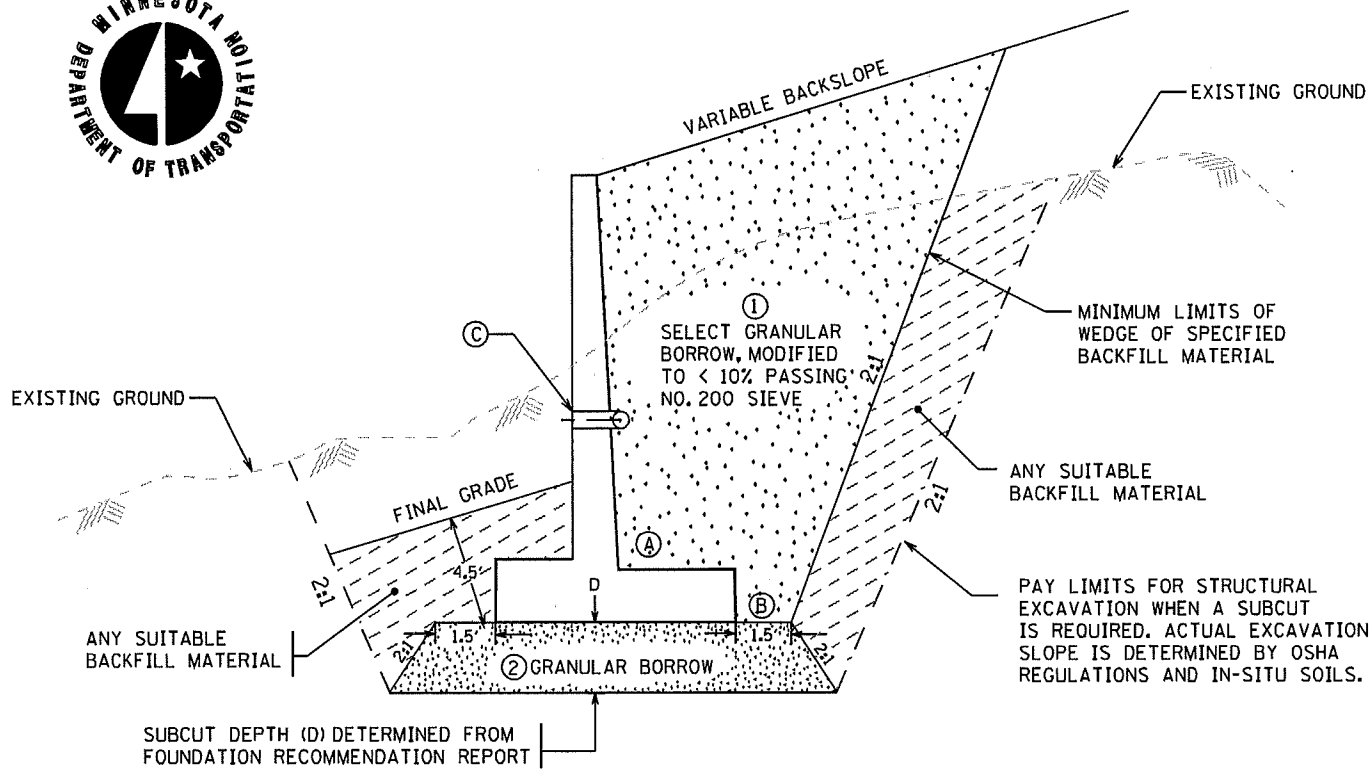 MINNESOTA
DEPARTMENT OF TRANSPORTATION
VARIABLE BACKSLOPE
EXISTING GROUND
C
1
SELECT GRANULAR
BORROW, MODIFIED
TO < 10% PASSING
NO. 200 SIEVE
2:1
MINIMUM LIMITS OF
WEDGE OF SPECIFIED
BACKFILL MATERIAL
EXISTING GROUND
FINAL GRADE
ANY SUITABLE
BACKFILL MATERIAL
2:1
A
4.5'
2:1
D
B
PAY LIMITS FOR STRUCTURAL
EXCAVATION WHEN A SUBCUT
IS REQUIRED. ACTUAL EXCAVATION
SLOPE IS DETERMINED BY OSHA
REGULATIONS AND IN-SITU SOILS.
ANY SUITABLE
BACKFILL MATERIAL
2:1
1.5'
1.5'
2:1
2 GRANULAR BORROW
SUBCUT DEPTH (D) DETERMINED FROM
FOUNDATION RECOMMENDATION REPORT